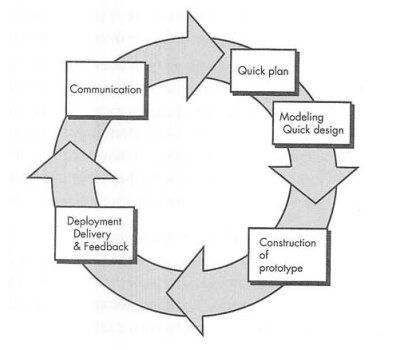 Communication
Quick plan
Modeling
Quick design
Construction
of
prototype
Deployment
Delivery
& Feedback